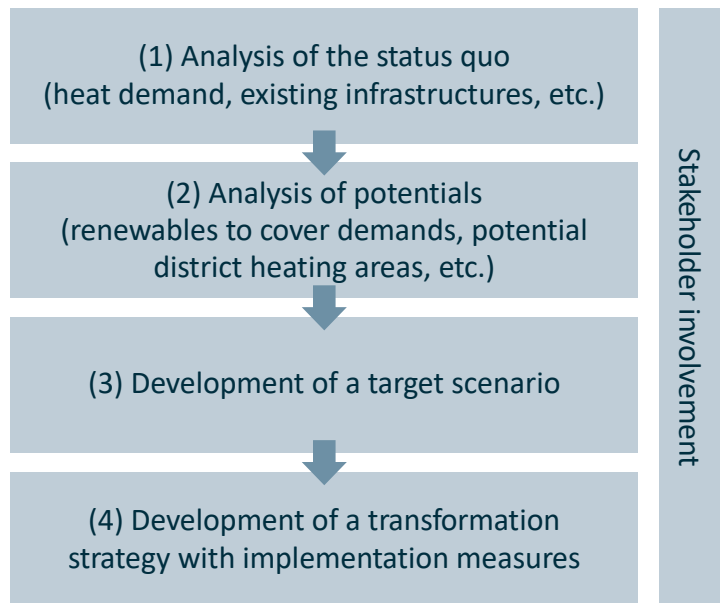 (1) Analysis of the status quo
(heat demand, existing infrastructures, etc.)
(2) Analysis of potentials
(renewables to cover demands, potential
district heating areas, etc.)
(3) Development of a target scenario
(4) Development of a transformation
strategy with implementation measures
Stakeholder involvement